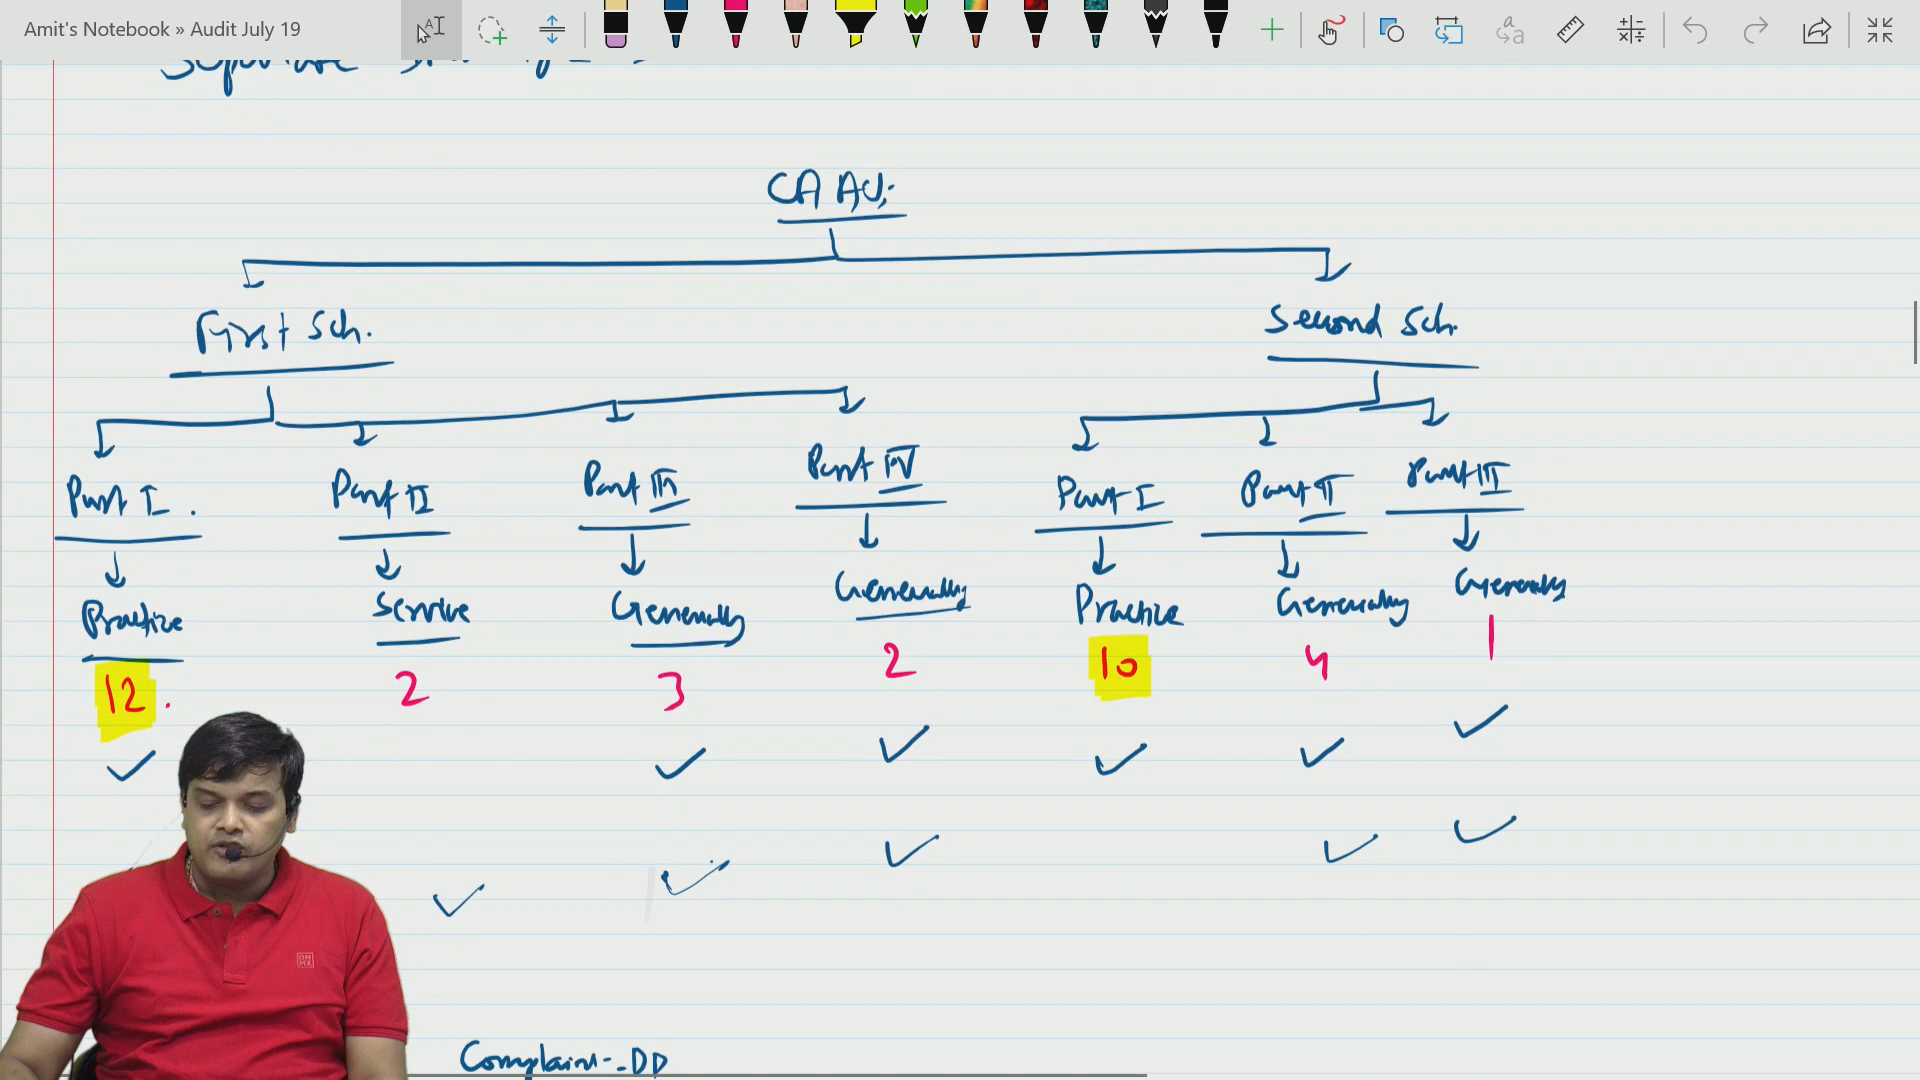 Amit's Notebook » Audit July 19
Separate
CA Act.
First Sch.
Second Sch.
Part I.
Part II
Part III
Part IV
Part I
Part II
Part III
Practice
Service
Generally
Generally
Practice
Generally
Generally
12.
2
3
2
10
4
1
Complain - DD